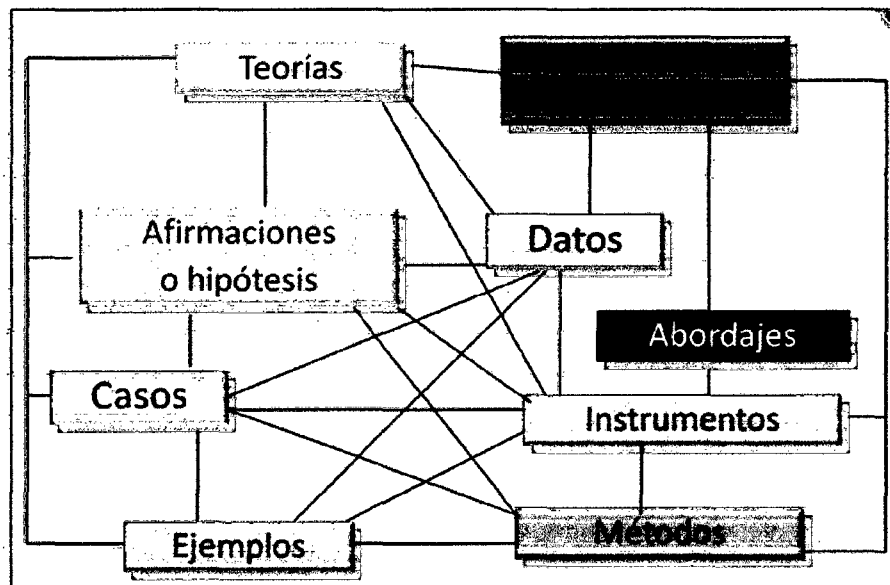 Teorías
Afirmaciones
o hipótesis
Datos
Abordajes
Casos
Instrumentos
Ejemplos
Métodos